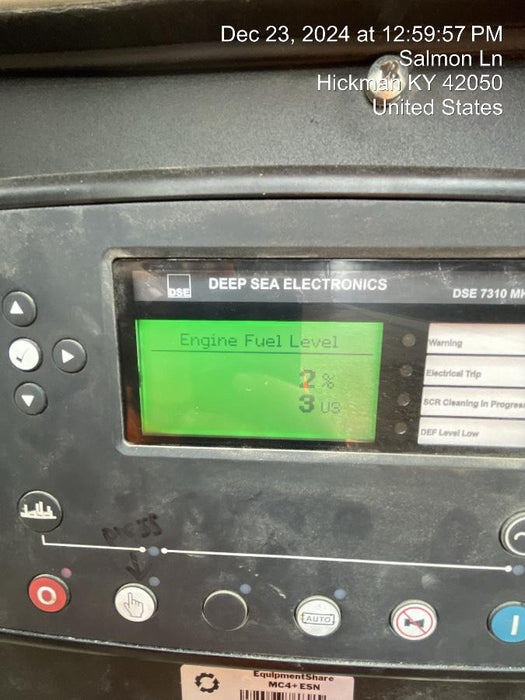 Dec 23, 2024 at 12:59:57 PM
Salmon Ln
Hickman KY 42050
United States
DSE
DEEP SEA ELECTRONICS
DSE 7310 MK
Engine Fuel Level
2 %
3 UG
Warning
Electrical Trip
SCR Cleaning In Progress
DEF Level Low
AUTO
EquipmentShare
MC4+ ESN